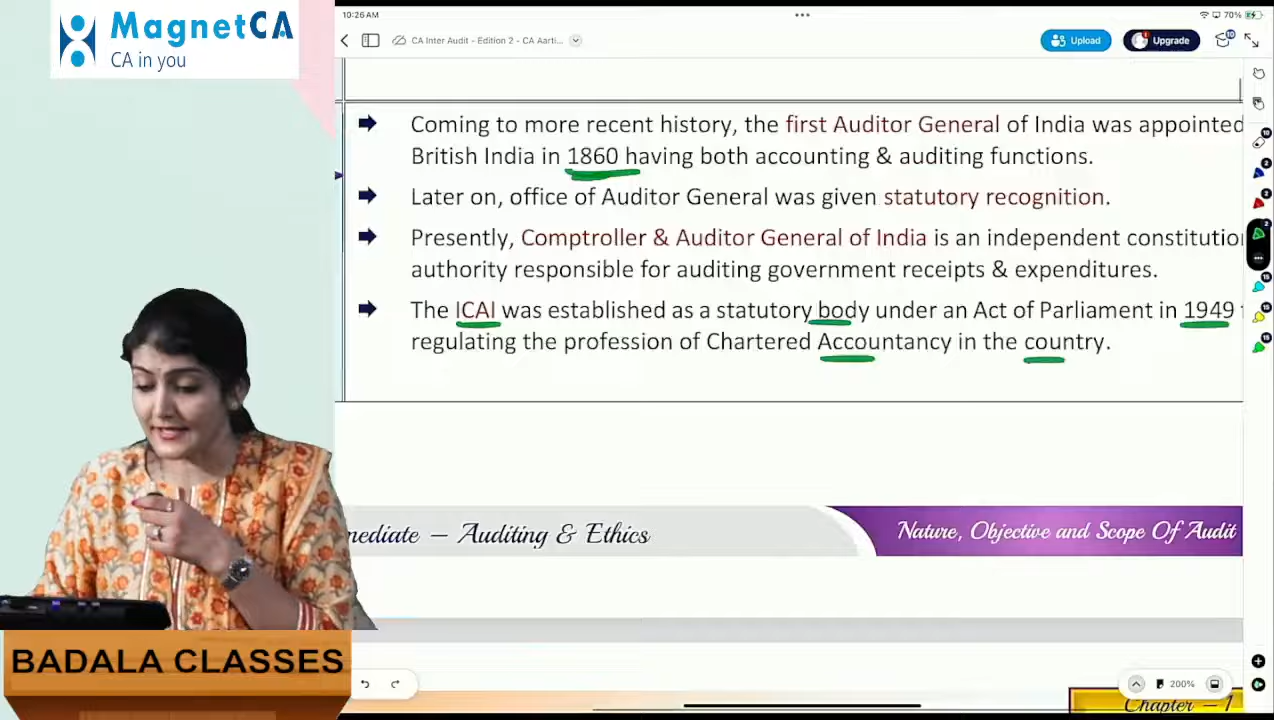 MagnetCA
CA in you
10:26 AM
70%
CA Inter Audit - Edition 2 - CA Aarti...
Upload
Upgrade
Coming to more recent history, the first Auditor General of India was appointed
British India in 1860 having both accounting & auditing functions.
Later on, office of Auditor General was given statutory recognition.
Presently, Comptroller & Auditor General of India is an independent constitution
authority responsible for auditing government receipts & expenditures.
The ICAI was established as a statutory body under an Act of Parliament in 1949
regulating the profession of Chartered Accountancy in the country.
mediate – Auditing & Ethics
Nature, Objective and Scope Of Audit
BADALA CLASSES
200%
Chapter – 1